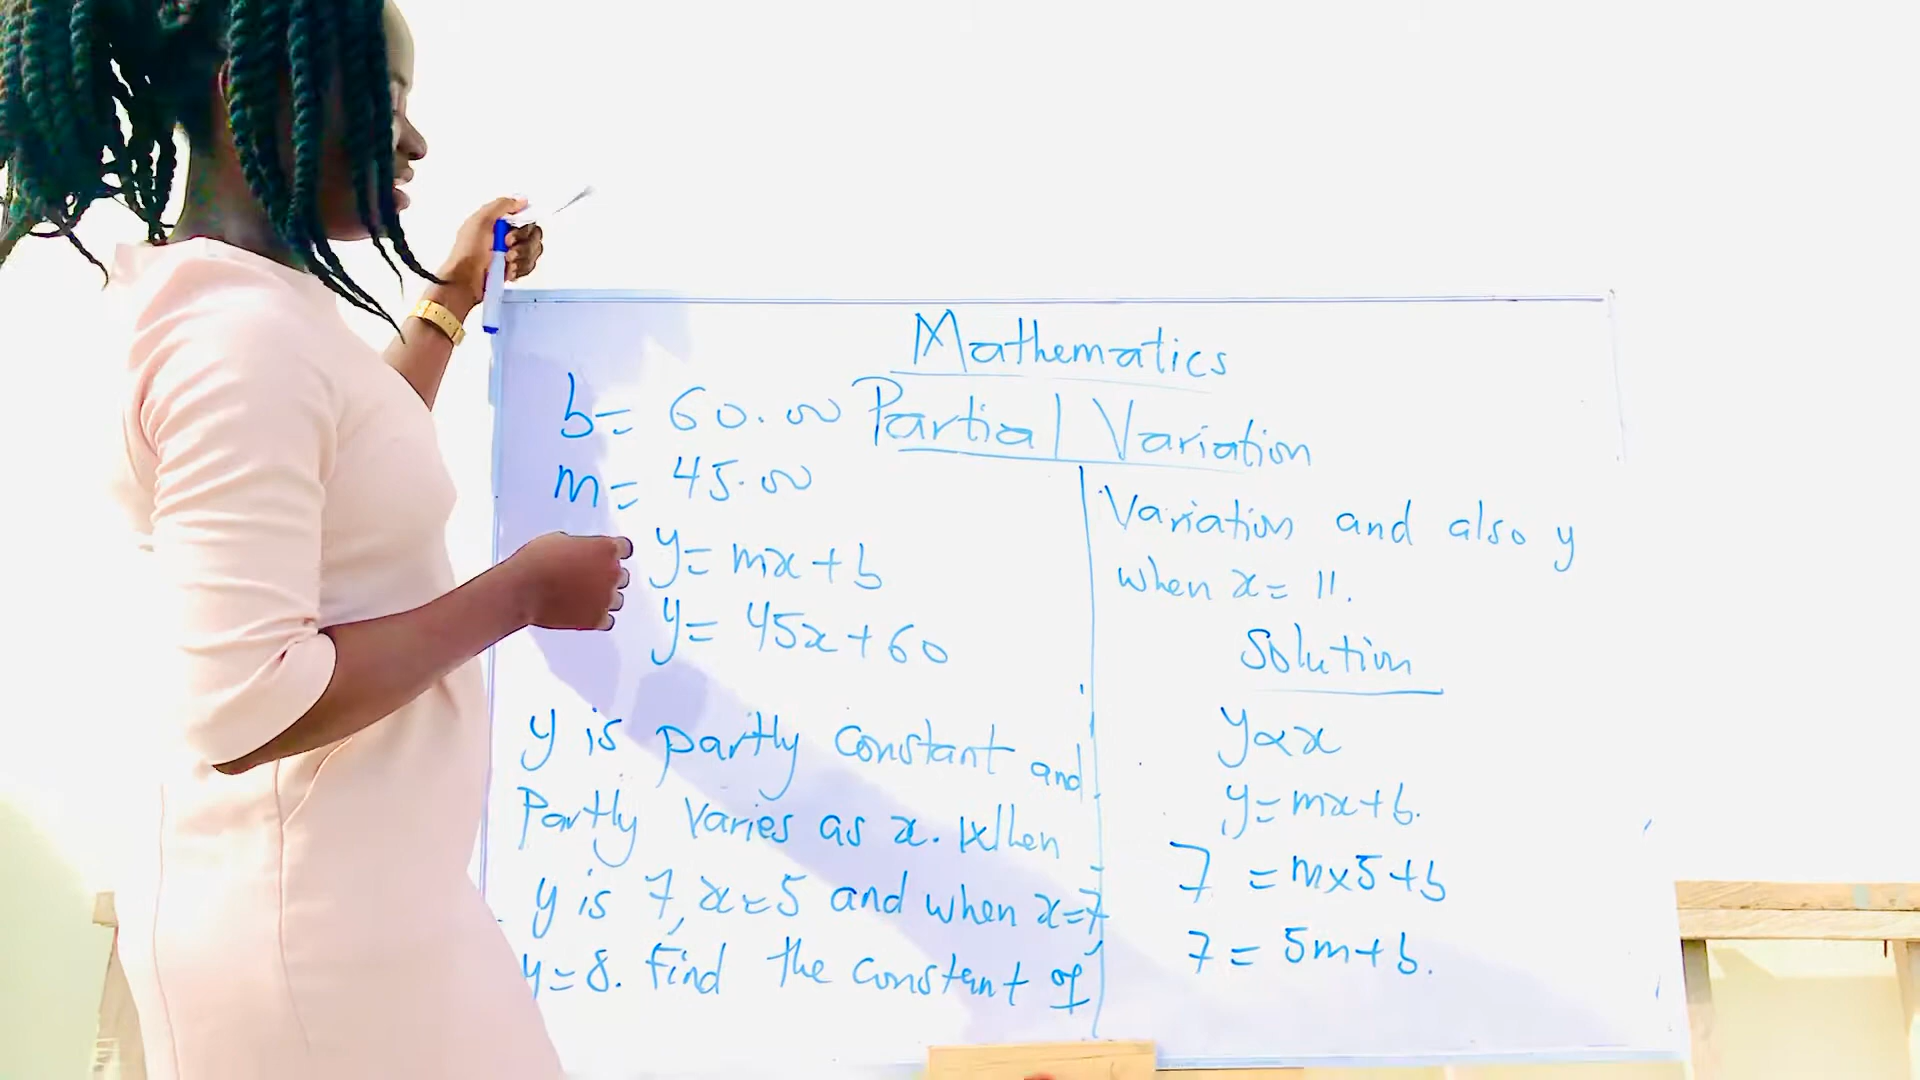 Mathematics
Partial Variation
b= 60.00
m= 45.00
y= mx+b
y= 45x+60
y is partly constant and
Partly Varies as x. When
y is 7, x=5 and when x=7,
y=8. Find the constant of
Variation and also y
when x= 11.
Solution
y∝x
y=mx+b.
7 =mx5+b
7 = 5m+b.